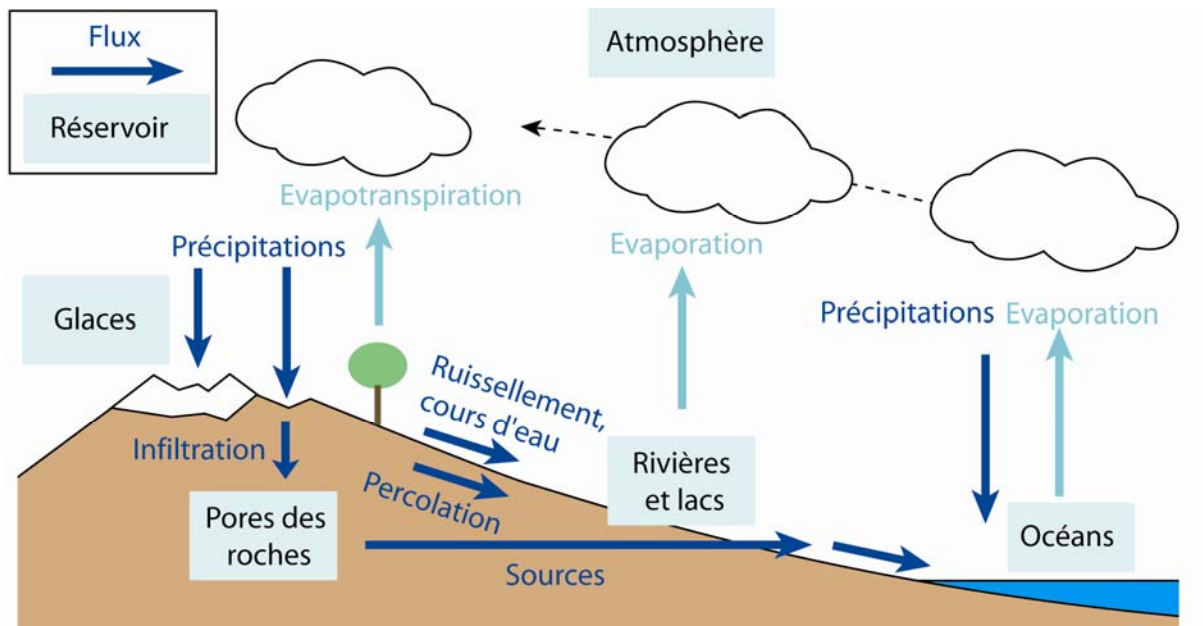 Flux
Réservoir
Atmosphère
Evapotranspiration
Précipitations
Evaporation
Glaces
Précipitations
Evaporation
Ruissellement,
cours d'eau
Infiltration
Percolation
Rivières
et lacs
Pores des
roches
Océans
Sources